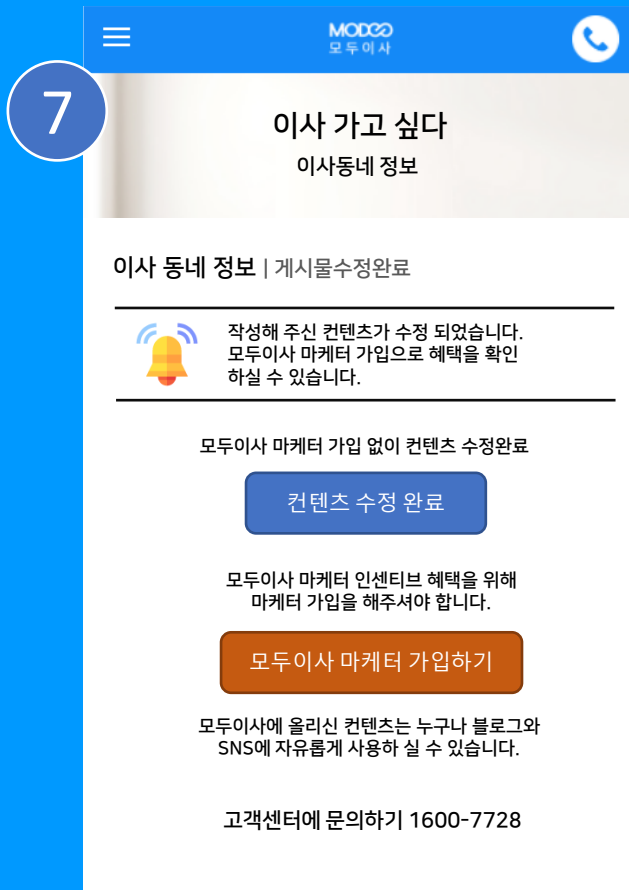 MODOO
모두이사
7
이사 가고 싶다
이사동네 정보
이사 동네 정보 | 게시물수정완료
작성해 주신 컨텐츠가 수정 되었습니다.
모두이사 마케터 가입으로 혜택을 확인
하실 수 있습니다.
모두이사 마케터 가입 없이 컨텐츠 수정완료
컨텐츠 수정 완료
모두이사 마케터 인센티브 혜택을 위해
마케터 가입을 해주셔야 합니다.
모두이사 마케터 가입하기
모두이사에 올리신 컨텐츠는 누구나 블로그와
SNS에 자유롭게 사용하 실 수 있습니다.
고객센터에 문의하기 1600-7728